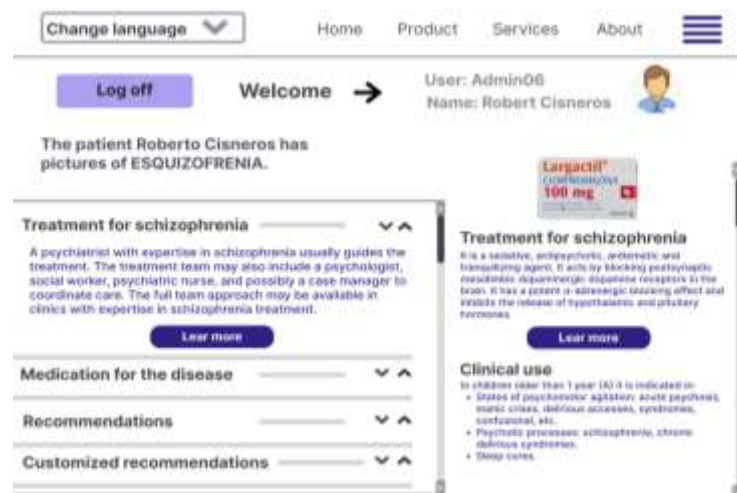 Change language
Home
Product
Services
About
Log off
Welcome
User: Admin06
Name: Robert Cisneros
The patient Roberto Cisneros has
pictures of ESQUIZOFRENIA.
Treatment for schizophrenia
A psychiatrist with expertise in schizophrenia usually guides the
treatment. The treatment team may also include a psychologist,
social worker, psychiatric nurse, and possibly a case manager to
coordinate care. The full team approach may be available in
clinics with expertise in schizophrenia treatment.
Lear more
Medication for the disease
Recommendations
Customized recommendations
Largactil
100 mg
Treatment for schizophrenia
It is a sedative, antipsychotic, antiemetic and
tranquilizing agent. It acts by blocking postsynaptic
mesolimbic dopaminergic dopamine receptors in the
brain. It has a potent α-adrenergic blocking effect and
inhibits the release of hypothalamic and pituitary
hormones.
Lear more
Clinical use
In children older than 1 year (A) it is indicated in:
• States of psychomotor agitation: acute psychosis,
manic crises, delirious accesses, syndromes,
confusional, etc.
• Psychotic processes: schizophrenia, chronic
delirious syndromes.
• Sleep cures.